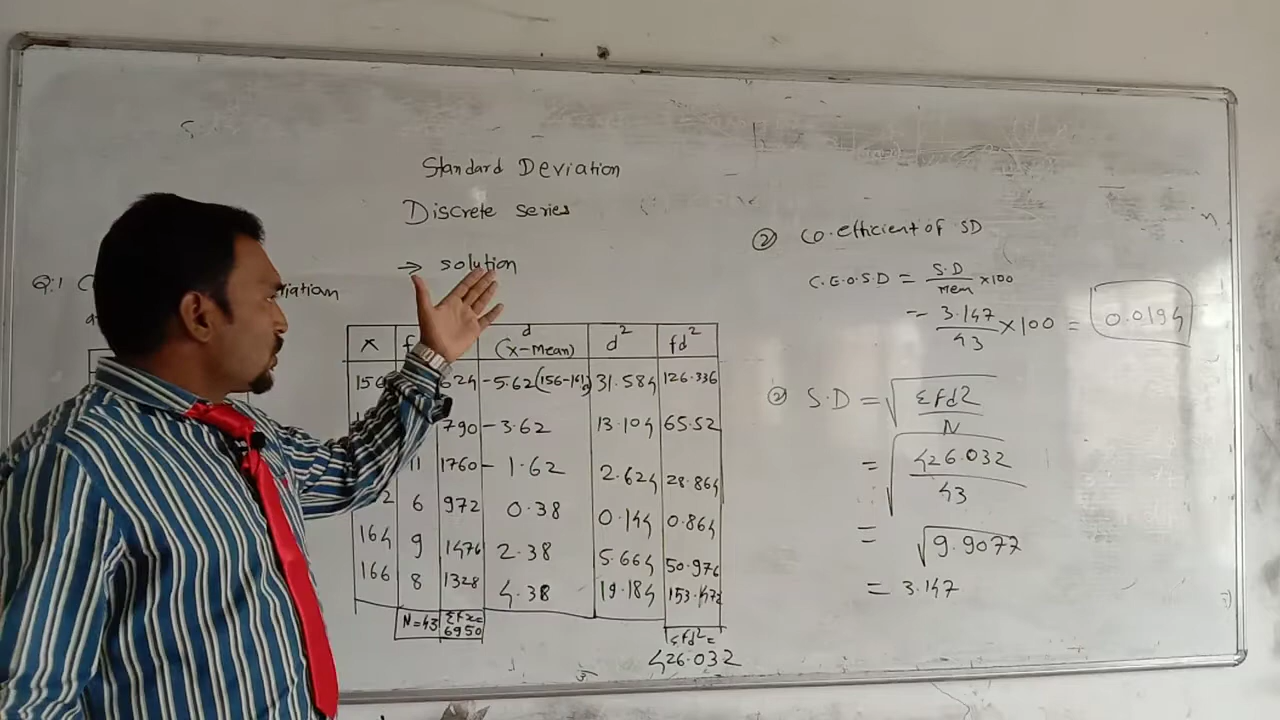 Standard Deviation
Discrete series
→ solution
Q.1
iation
x f d (x-Mean) d² fd²
156 624 -5.62 (156-161 31.584 126.336
790 -3.62 13.104 65.52
11 1760 -1.62 2.624 28.864
2 6 972 0.38 0.144 0.864
164 9 1476 2.38 5.664 50.976
166 8 1328 4.38 19.184 153.472
N=43 Σfx= 6950 Σfd²= 426.032
② Co.efficient of SD
C.E.O.S.D = S.D / Mem ×100
= 3.147 / 43 ×100 = 0.0194
② S.D = √Σfd2 / N
= √426.032 / 43
= √9.9077
= 3.147